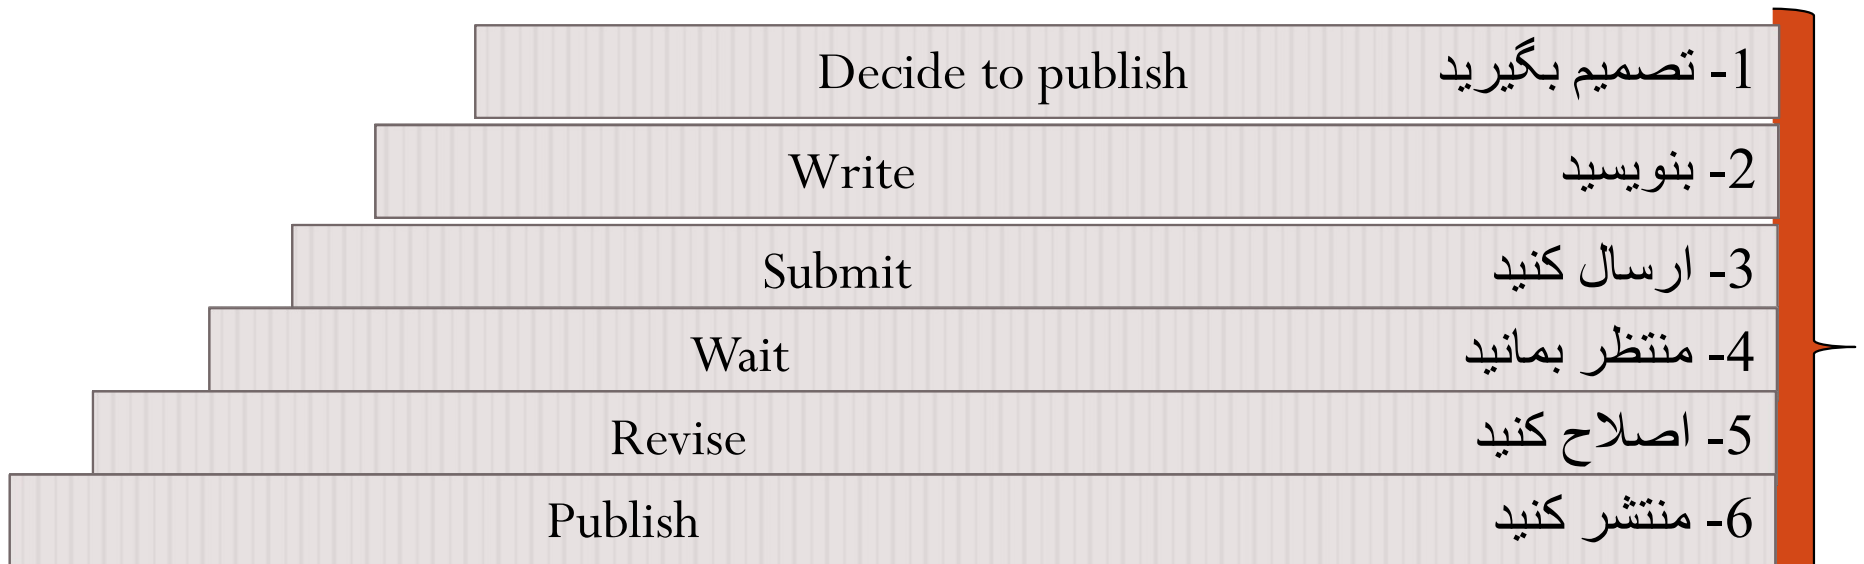 1- تصمیم بگیرید Decide to publish
2- بنویسید Write
3- ارسال کنید Submit
4- منتظر بمانید Wait
5- اصلاح کنید Revise
6- منتشر کنید Publish